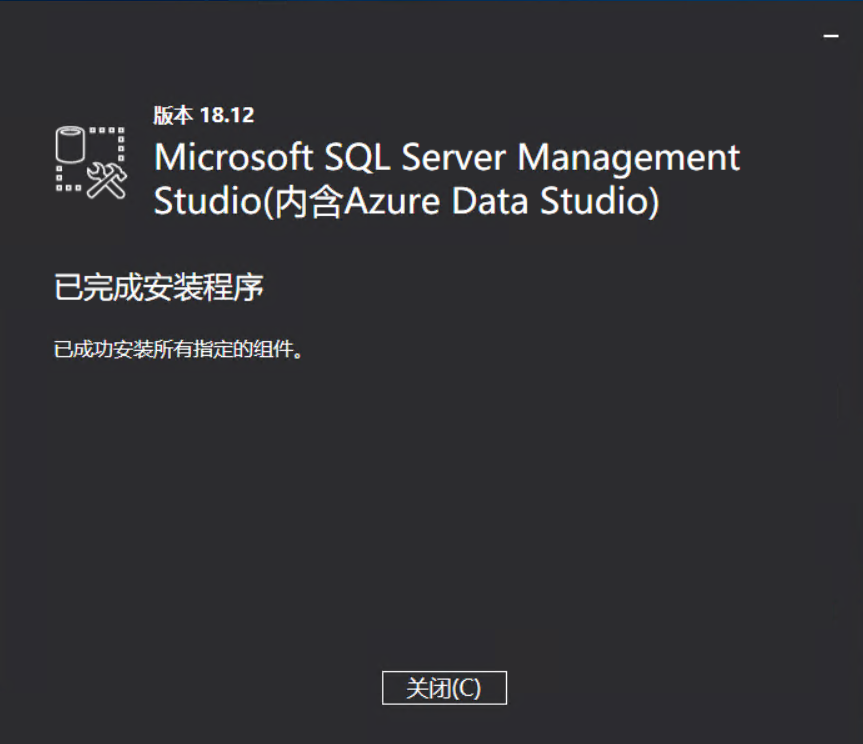 版本 18.12
Microsoft SQL Server Management
Studio(内含Azure Data Studio)
已完成安装程序
已成功安装所有指定的组件。
关闭(C)